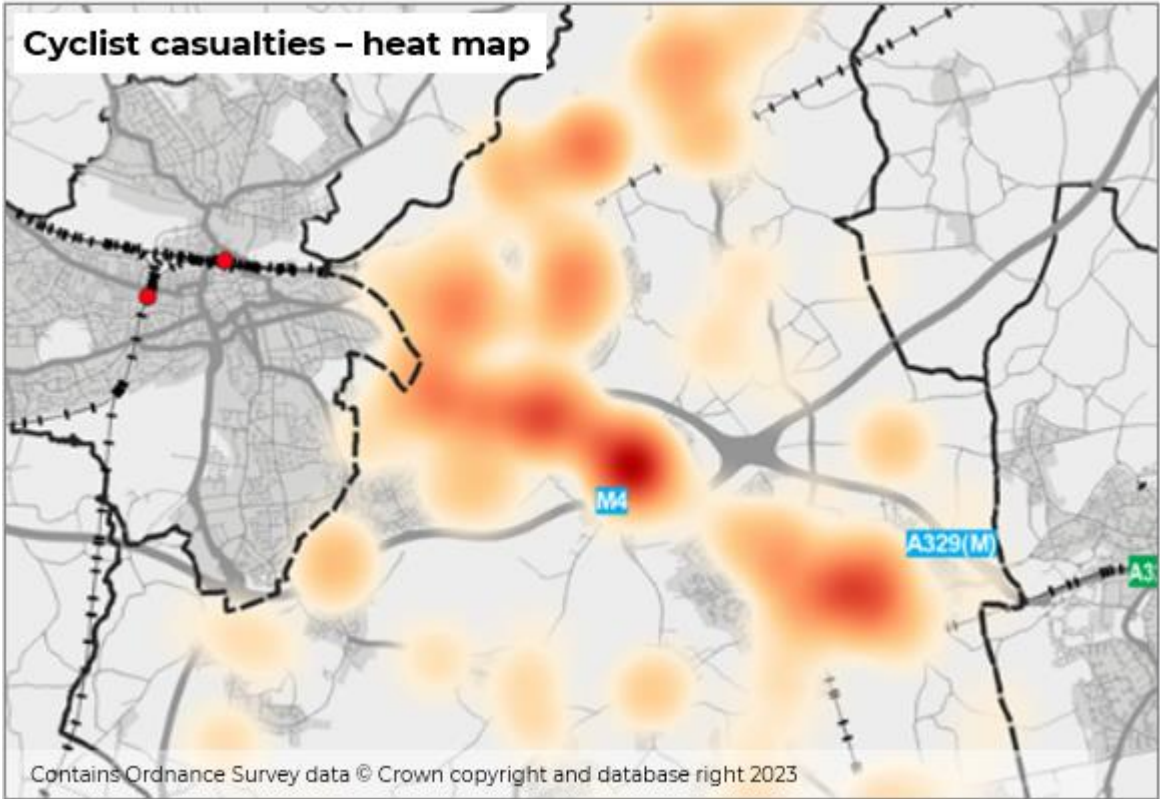 Cyclist casualties – heat map
M4
A329(M)
Contains Ordnance Survey data © Crown copyright and database right 2023